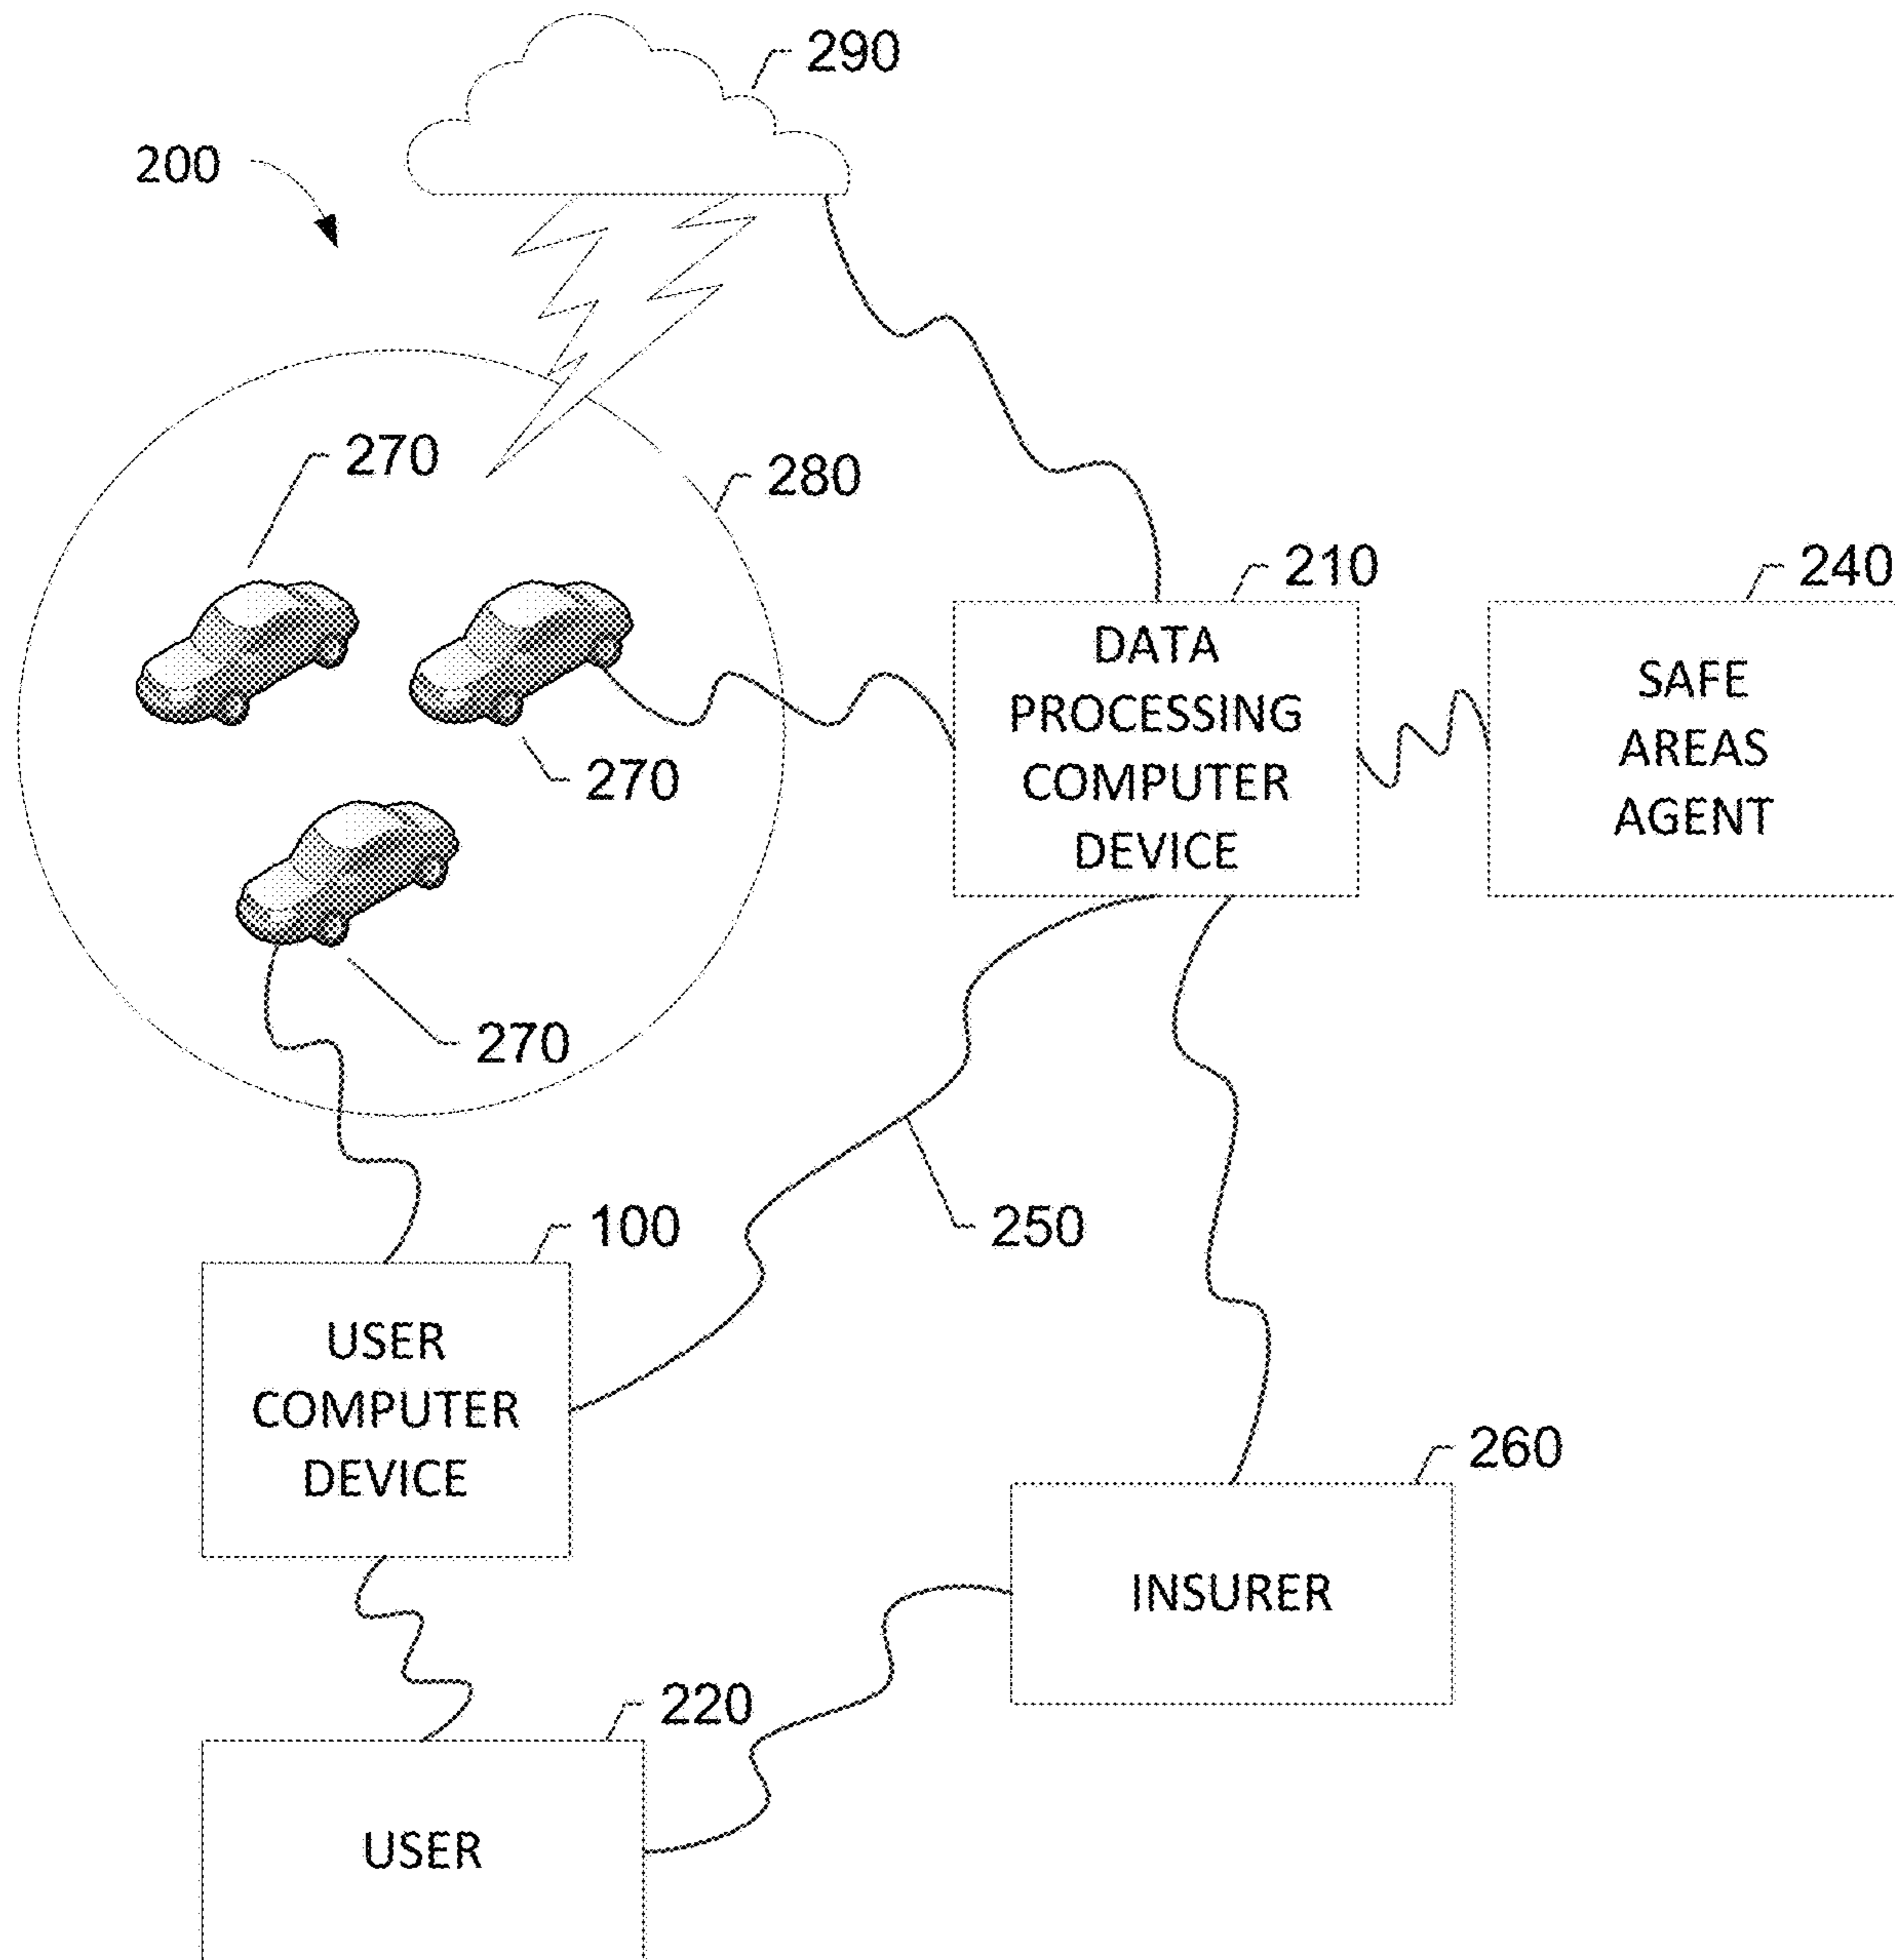 290
200
270
280
210
240
DATA
PROCESSING
COMPUTER
DEVICE
SAFE
AREAS
AGENT
270
270
100
250
USER
COMPUTER
DEVICE
260
INSURER
220
USER